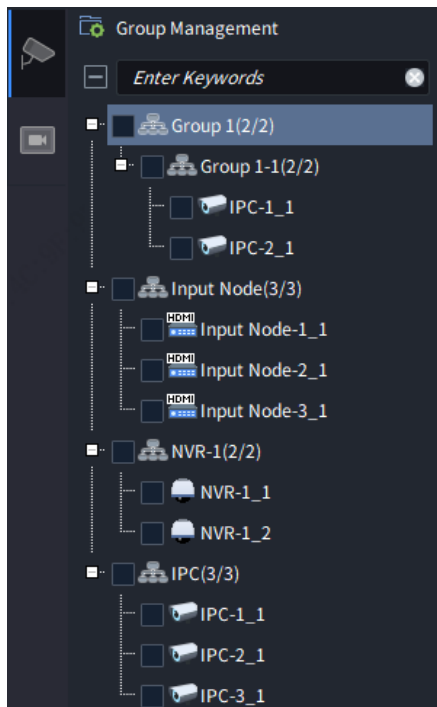 Group Management
Enter Keywords
Group 1(2/2)
Group 1-1(2/2)
IPC-1_1
IPC-2_1
Input Node(3/3)
HDMI
Input Node-1_1
HDMI
Input Node-2_1
HDMI
Input Node-3_1
NVR-1(2/2)
NVR-1_1
NVR-1_2
IPC(3/3)
IPC-1_1
IPC-2_1
IPC-3_1